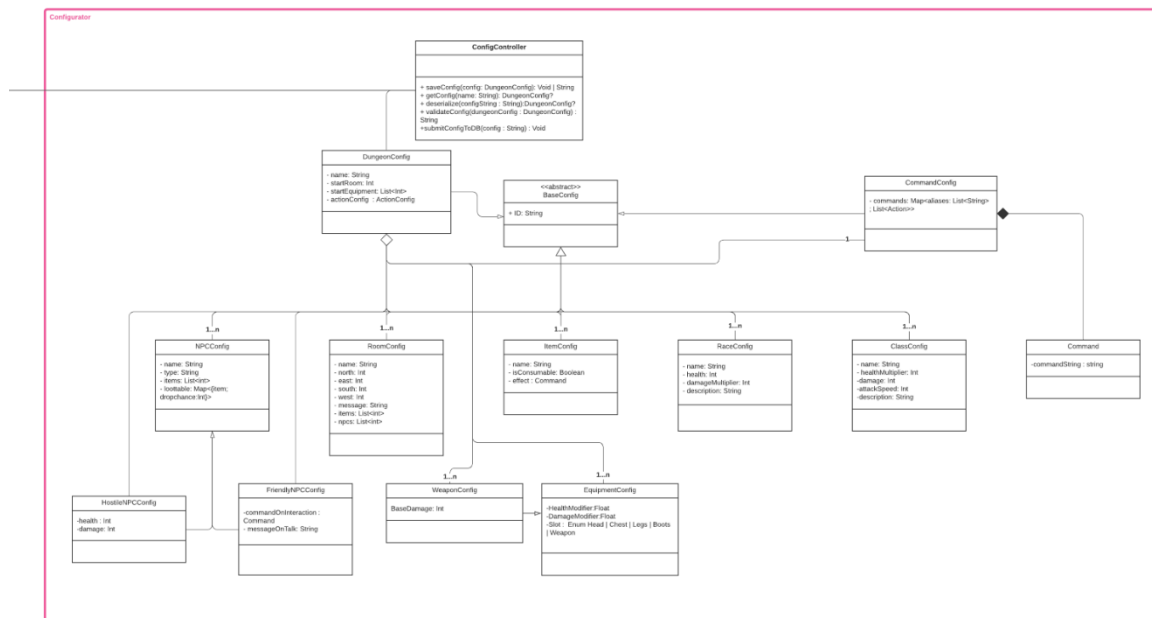 Configurator
ConfigController
+ saveConfig(config: DungeonConfig): Void | String
+ getConfig(name: String): DungeonConfig?
+ deserialize(configString : String):DungeonConfig?
+ validateConfig(dungeonConfig : DungeonConfig) :
String
+submitConfigToDB(config : String) : Void
DungeonConfig
- name: String
- startRoom: Int
- startEquipment: List<Int>
- actionConfig : ActionConfig
<<abstract>>
BaseConfig
+ ID: String
CommandConfig
- commands: Map<aliases: List<String>
; List<Action>>
1
1...n
1...n
1...n
1...n
1...n
NPCConfig
- name: String
- type: String
- items: List<int>
- loottable: Map<{item;
dropchance:Int}>
RoomConfig
- name: String
- north: Int
- east: Int
- south: Int
- west: Int
- message: String
- items: List<int>
- npcs: List<int>
ItemConfig
- name: String
- isConsumable: Boolean
- effect : Command
RaceConfig
- name: String
- health: Int
- damageMultiplier: Int
- description: String
ClassConfig
- name: String
- healthMultiplier: Int
- damage: Int
- attackSpeed: Int
-description: String
Command
-commandString : string
1...n
1...n
HostileNPCConfig
-health : Int
-damage: Int
FriendlyNPCConfig
-commandOnInteraction :
Command
- messageOnTalk: String
WeaponConfig
BaseDamage: Int
EquipmentConfig
-HealthModifier:Float
-DamageModifier:Float
-Slot : Enum Head | Chest | Legs | Boots
| Weapon